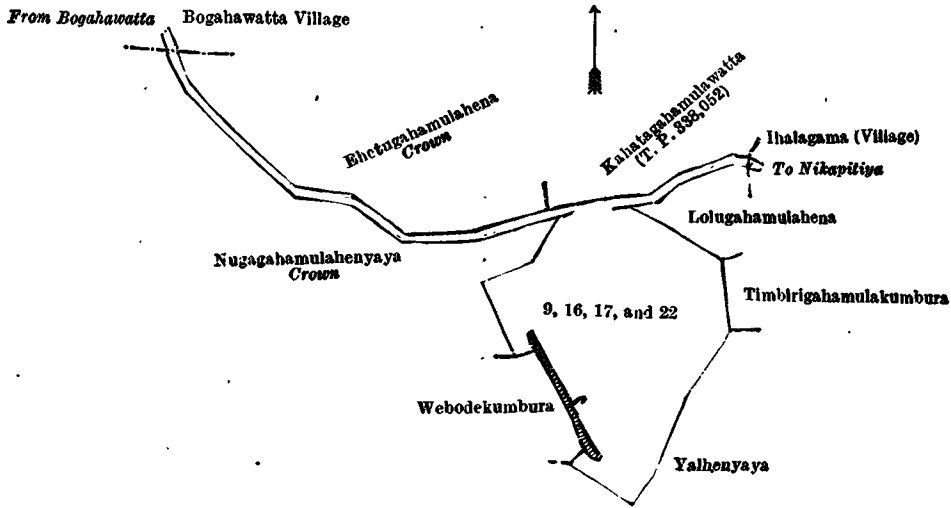 From Bogahawatta
Bogahawatta Village
Ehetugahamulahena
Crown
Kahatagahamulawatta
(T. P. 338,052)
Ihalagama (Village)
To Nikapitiya
Lolugahamulahena
Nugagahamulahenyaya
Crown
Timbirigahamulakumbura
9, 16, 17, and 22
Webodekumbura
Yalhenyaya